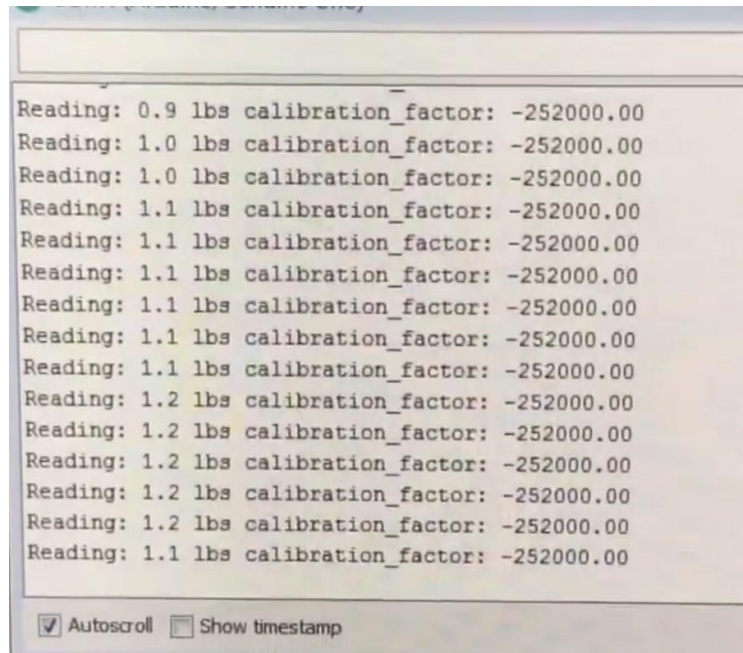 Reading: 0.9 lbs calibration_factor: -252000.00
Reading: 1.0 lbs calibration_factor: -252000.00
Reading: 1.0 lbs calibration_factor: -252000.00
Reading: 1.1 lbs calibration_factor: -252000.00
Reading: 1.1 lbs calibration_factor: -252000.00
Reading: 1.1 lbs calibration_factor: -252000.00
Reading: 1.1 lbs calibration_factor: -252000.00
Reading: 1.1 lbs calibration_factor: -252000.00
Reading: 1.1 lbs calibration_factor: -252000.00
Reading: 1.2 lbs calibration_factor: -252000.00
Reading: 1.2 lbs calibration_factor: -252000.00
Reading: 1.2 lbs calibration_factor: -252000.00
Reading: 1.2 lbs calibration_factor: -252000.00
Reading: 1.2 lbs calibration_factor: -252000.00
Reading: 1.1 lbs calibration_factor: -252000.00
Autoscroll Show timestamp